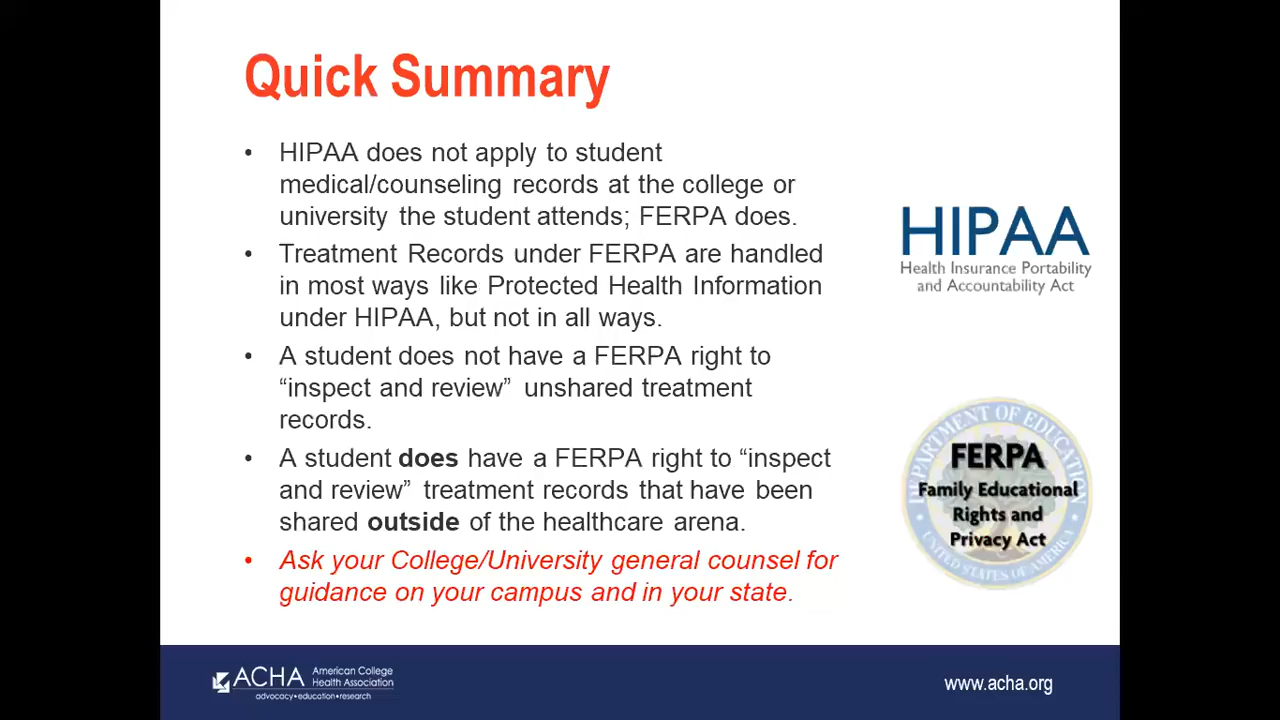 Quick Summary
• HIPAA does not apply to student
medical/counseling records at the college or
university the student attends; FERPA does.
• Treatment Records under FERPA are handled
in most ways like Protected Health Information
under HIPAA, but not in all ways.
• A student does not have a FERPA right to
“inspect and review” unshared treatment
records.
• A student does have a FERPA right to “inspect
and review” treatment records that have been
shared outside of the healthcare arena.
• Ask your College/University general counsel for
guidance on your campus and in your state.
HIPAA
Health Insurance Portability
and Accountability Act
DEPARTMENT OF EDUCATION
FERPA
Family Educational
Rights and
Privacy Act
UNITED STATES OF AMERICA
ACHA
American College
Health Association
advocacy•education•research
www.acha.org